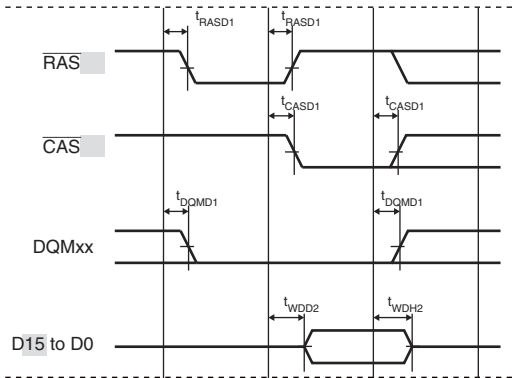 tRASD1 tRASD1
RAS
tCASD1 tCASD1
CAS
tDQMD1 tDQMD1
DQMxx
tWDD2 tWDH2
D15 to D0